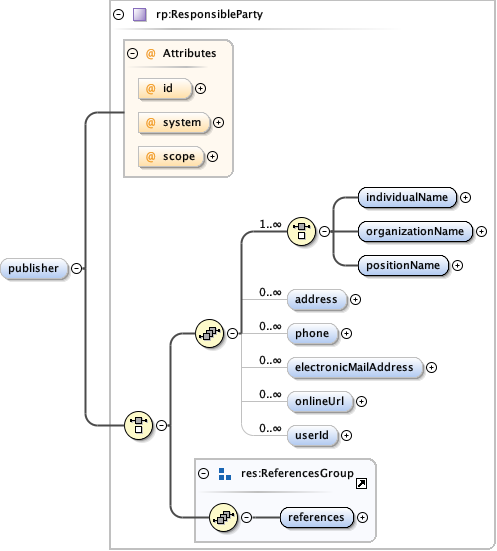 rp:ResponsibleParty
@ Attributes
@ id
@ system
@ scope
individualName
1..∞
organizationName
positionName
publisher
0..∞
address
0..∞
phone
0..∞
electronicMailAddress
0..∞
onlineUrl
0..∞
userId
res:ReferencesGroup
references